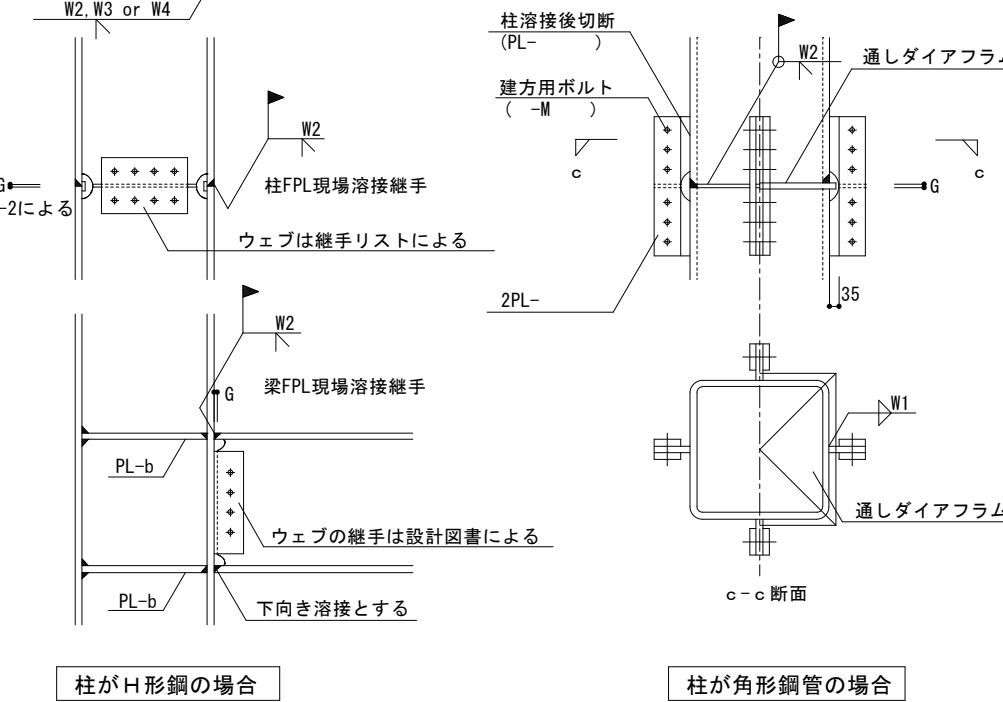 W2,W3 or W4
W2
柱FPL現場溶接継手
G
-2による
ウェブは継手リストによる
W2
G
梁FPL現場溶接継手
PL-b
ウェブの継手は設計図書による
PL-b
下向き溶接とする
柱がH形鋼の場合
柱溶接後切断
(PL-      )
建方用ボルト
(  -M    )
W2
通しダイアフラム
c
c
G
2PL-
35
W1
通しダイアフラム
c-c断面
柱が角形鋼管の場合